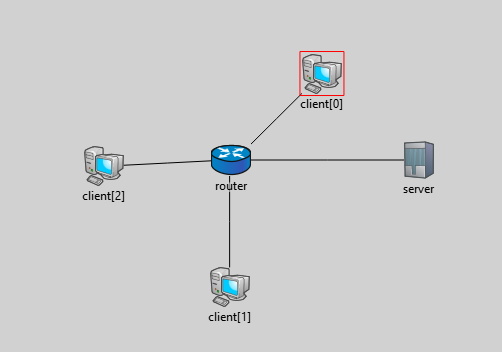 client[0]
client[2]
router
server
client[1]